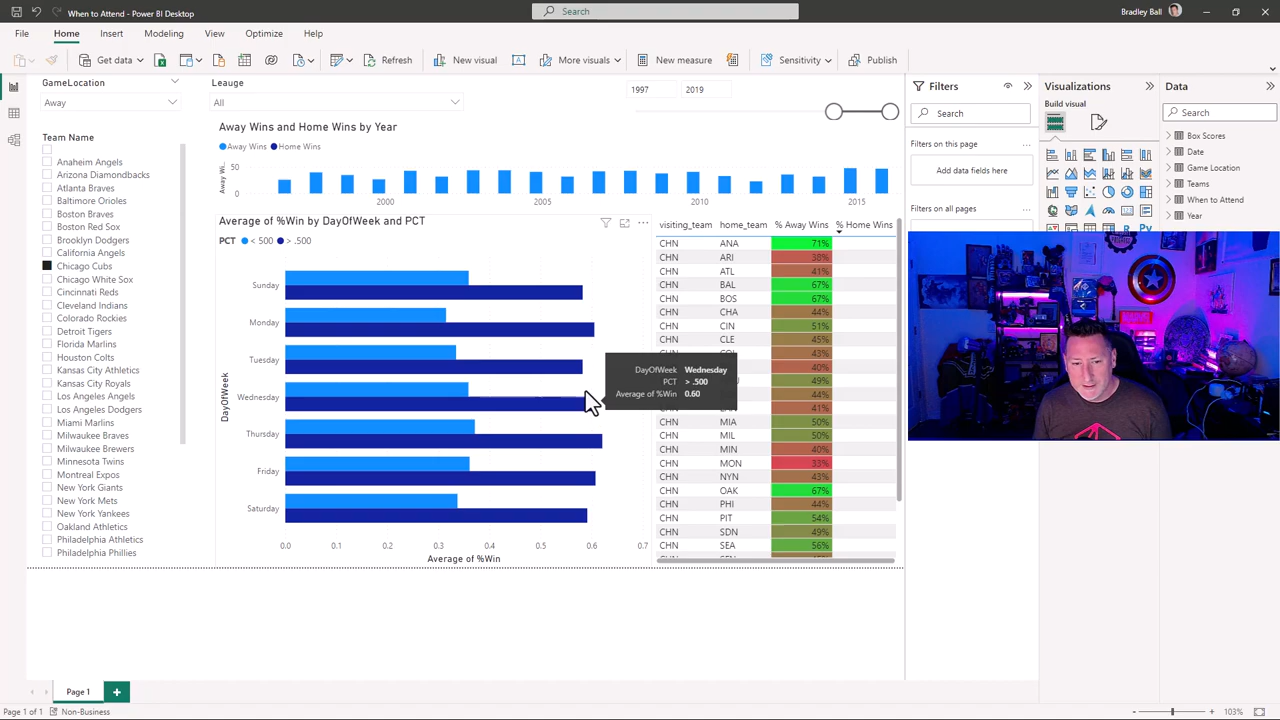 When to Attend - Power BI Desktop
Search
Bradley Ball
File Home Insert Modeling View Optimize Help
Get data Refresh New visual More visuals New measure Sensitivity Publish
GameLocation
Away
Leauge
All
1997 2019
Team Name
Anaheim Angels
Arizona Diamondbacks
Atlanta Braves
Baltimore Orioles
Boston Braves
Boston Red Sox
Brooklyn Dodgers
California Angels
Chicago Cubs
Chicago White Sox
Cincinnati Reds
Cleveland Indians
Colorado Rockies
Detroit Tigers
Florida Marlins
Houston Colts
Kansas City Athletics
Kansas City Royals
Los Angeles Angels
Los Angeles Dodgers
Miami Marlins
Milwaukee Braves
Milwaukee Brewers
Minnesota Twins
Montreal Expos
New York Giants
New York Mets
New York Yankees
Oakland Athletics
Philadelphia Athletics
Philadelphia Phillies
Away Wins and Home Wins by Year
Away Wins Home Wins
Away Wi...
50
0
2000 2005 2010 2015
Average of %Win by DayOfWeek and PCT
PCT < 500 > .500
DayOfWeek
Sunday
Monday
Tuesday
Wednesday
Thursday
Friday
Saturday
0.0 0.1 0.2 0.3 0.4 0.5 0.6 0.7
Average of %Win
DayOfWeek Wednesday
PCT > .500
Average of %Win 0.60
visiting_team home_team % Away Wins % Home Wins
CHN ANA 71%
CHN ARI 38%
CHN ATL 41%
CHN BAL 67%
CHN BOS 67%
CHN CHA 44%
CHN CIN 51%
CHN CLE 45%
43%
40%
49%
44%
41%
CHN MIA 50%
CHN MIL 50%
CHN MIN 40%
CHN MON 33%
CHN NYN 43%
CHN OAK 67%
CHN PHI 44%
CHN PIT 54%
CHN SDN 49%
CHN SEA 56%
Filters
Search
Filters on this page
Add data fields here
Filters on all pages
Visualizations
Build visual
Data
Search
Box Scores
Date
Game Location
Teams
When to Attend
Year
Page 1
Page 1 of 1 Non-Business
103%